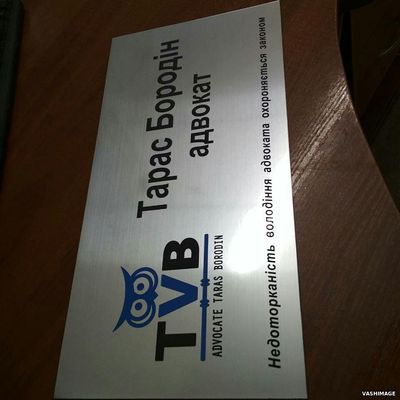 TVB
ADVOCATE TARAS BORODIN
Тарас Бородін
адвокат
Недоторканість володіння адвоката охороняється законом
VASHIMAGE